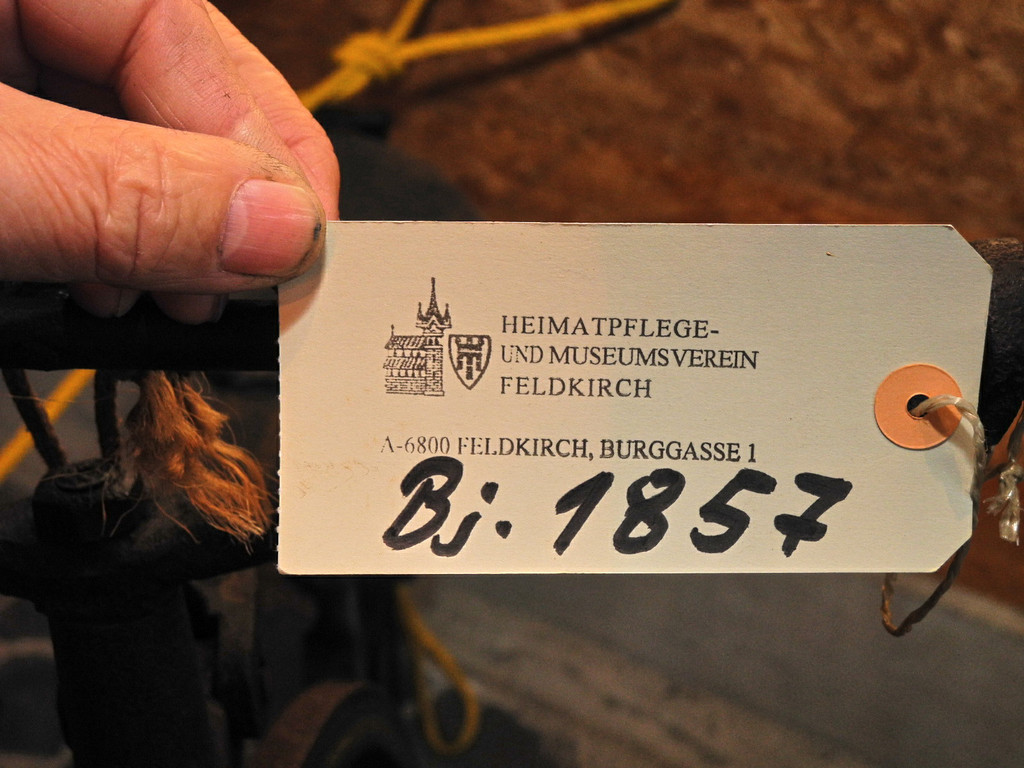 HEIMATPFLEGE-
UND MUSEUMSVEREIN
FELDKIRCH
A-6800 FELDKIRCH, BURGGASSE 1
Bj. 1857